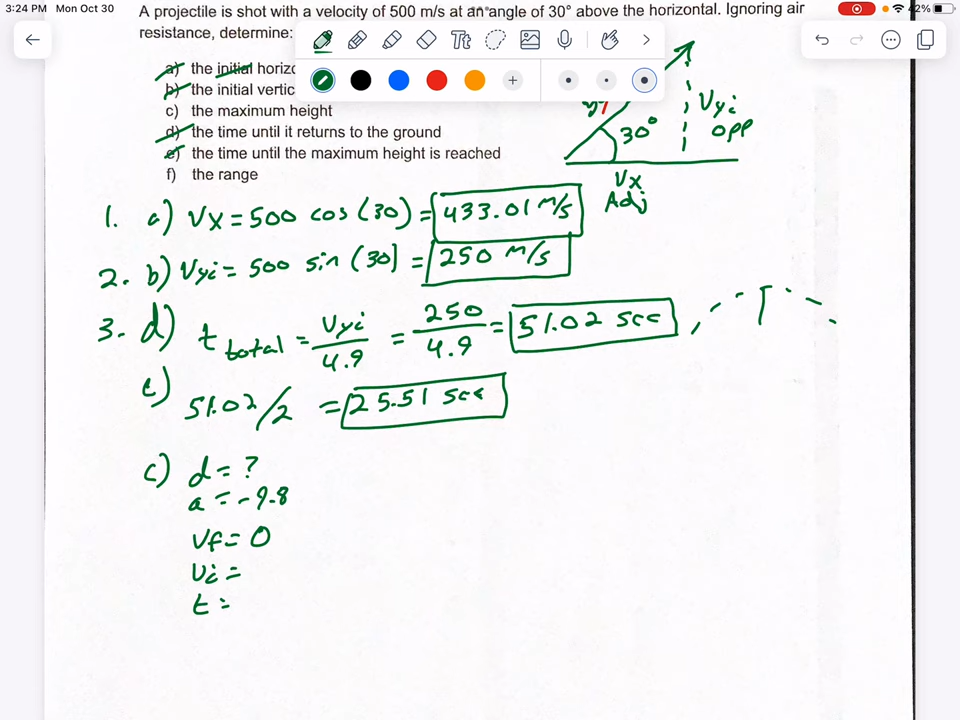 3:24 PM Mon Oct 30
42%
A projectile is shot with a velocity of 500 m/s at an angle of 30° above the horizontal. Ignoring air
resistance, determine:
a) the initial horizo
b) the initial vertic
c) the maximum height
d) the time until it returns to the ground
e) the time until the maximum height is reached
f) the range
Tt
30°
Vyi
opp
Vx
Adj
1. a) Vx = 500 cos (30) = 433.01 m/s
2. b) Vyi = 500 sin (30) = 250 m/s
3. d) t total = Vyi / 4.9 = 250 / 4.9 = 51.02 sec
e) 51.02/2 = 25.51 sec
c) d = ?
a = -9.8
Vf = 0
Vi =
t =